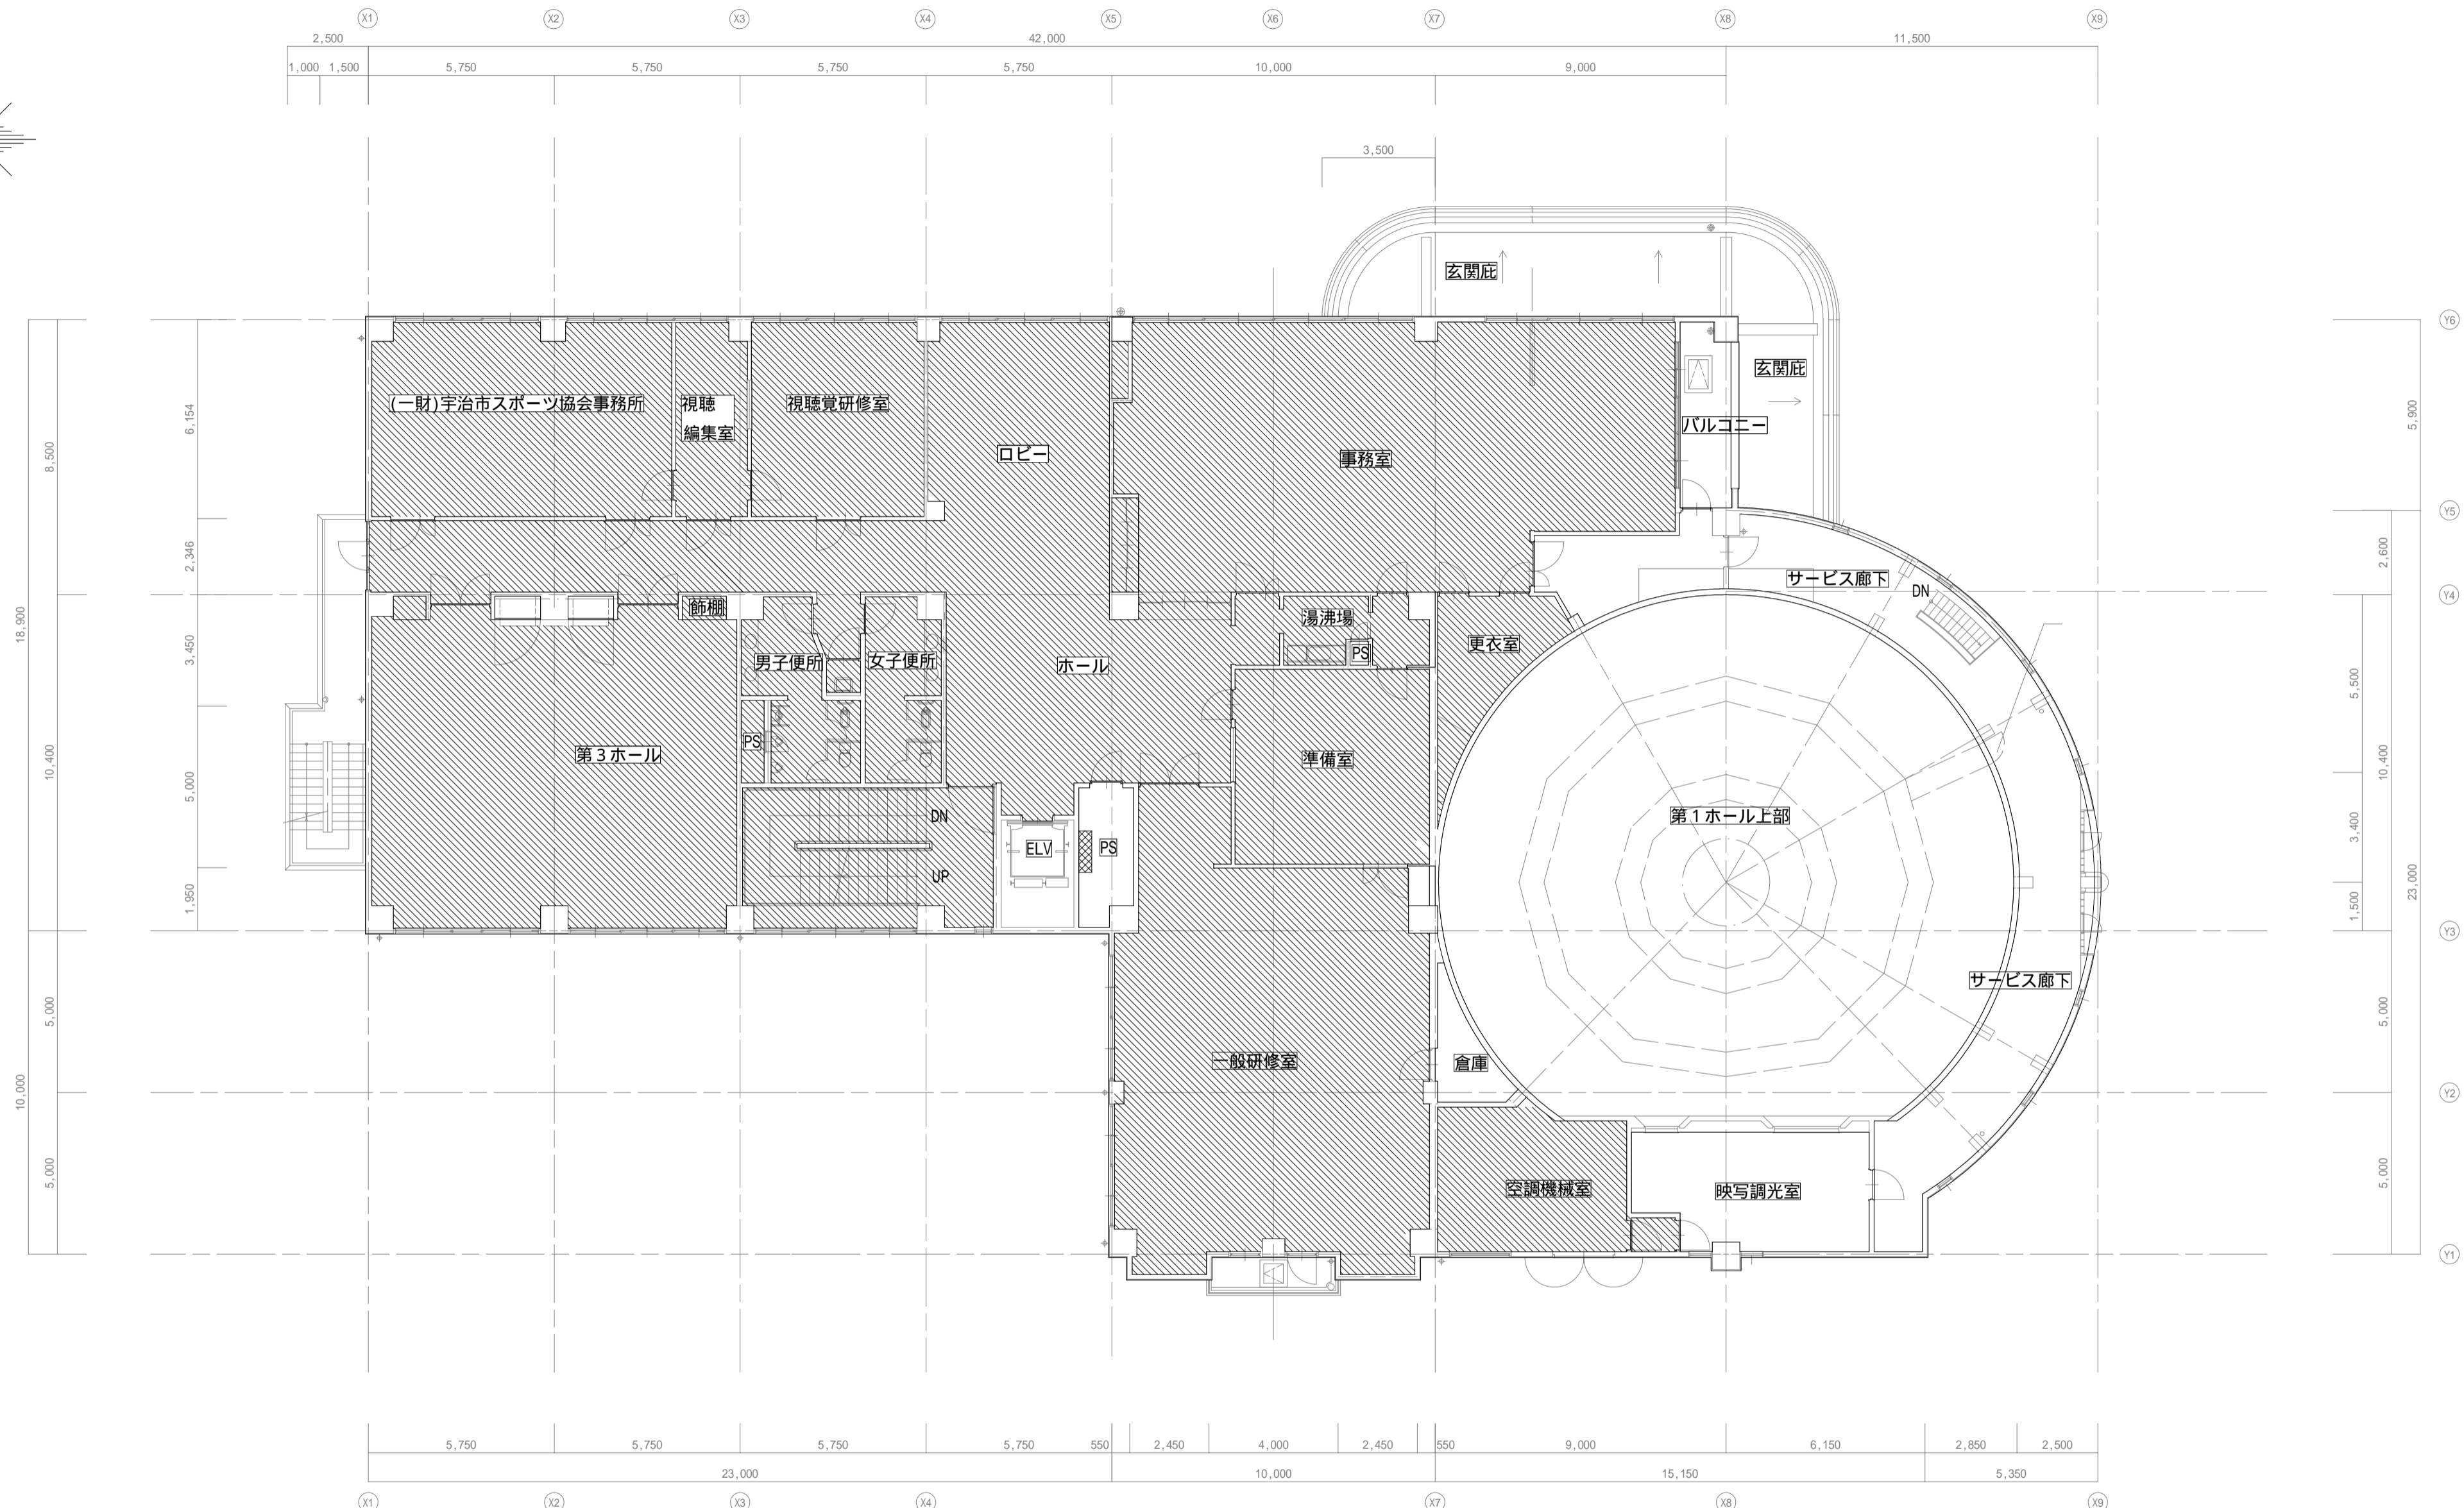 X1 X2 X3 X4 X5 X6 X7 X8 X9
2,500 42,000 11,500
1,000 1,500 5,750 5,750 5,750 5,750 10,000 9,000
3,500
玄関庇
玄関庇
Y6
(一財)宇治市スポーツ協会事務所
視聴
編集室
視聴覚研修室
ロビー
事務室
バルコニー
8,500
6,154
5,900
Y5
2,346
2,600
サービス廊下
DN
Y4
飾棚
湯沸場
PS
更衣室
男子便所
女子便所
ホール
18,900
3,450
5,500
第３ホール
PS
準備室
10,400
5,000
10,400
第１ホール上部
DN
ELV
PS
UP
3,400
1,950
1,500
23,000
Y3
サービス廊下
5,000
5,000
一般研修室
倉庫
10,000
Y2
空調機械室
映写調光室
5,000
5,000
Y1
5,750 5,750 5,750 5,750 550 2,450 4,000 2,450 550 9,000 6,150 2,850 2,500
23,000 10,000 15,150 5,350
X1 X2 X3 X4 X7 X8 X9